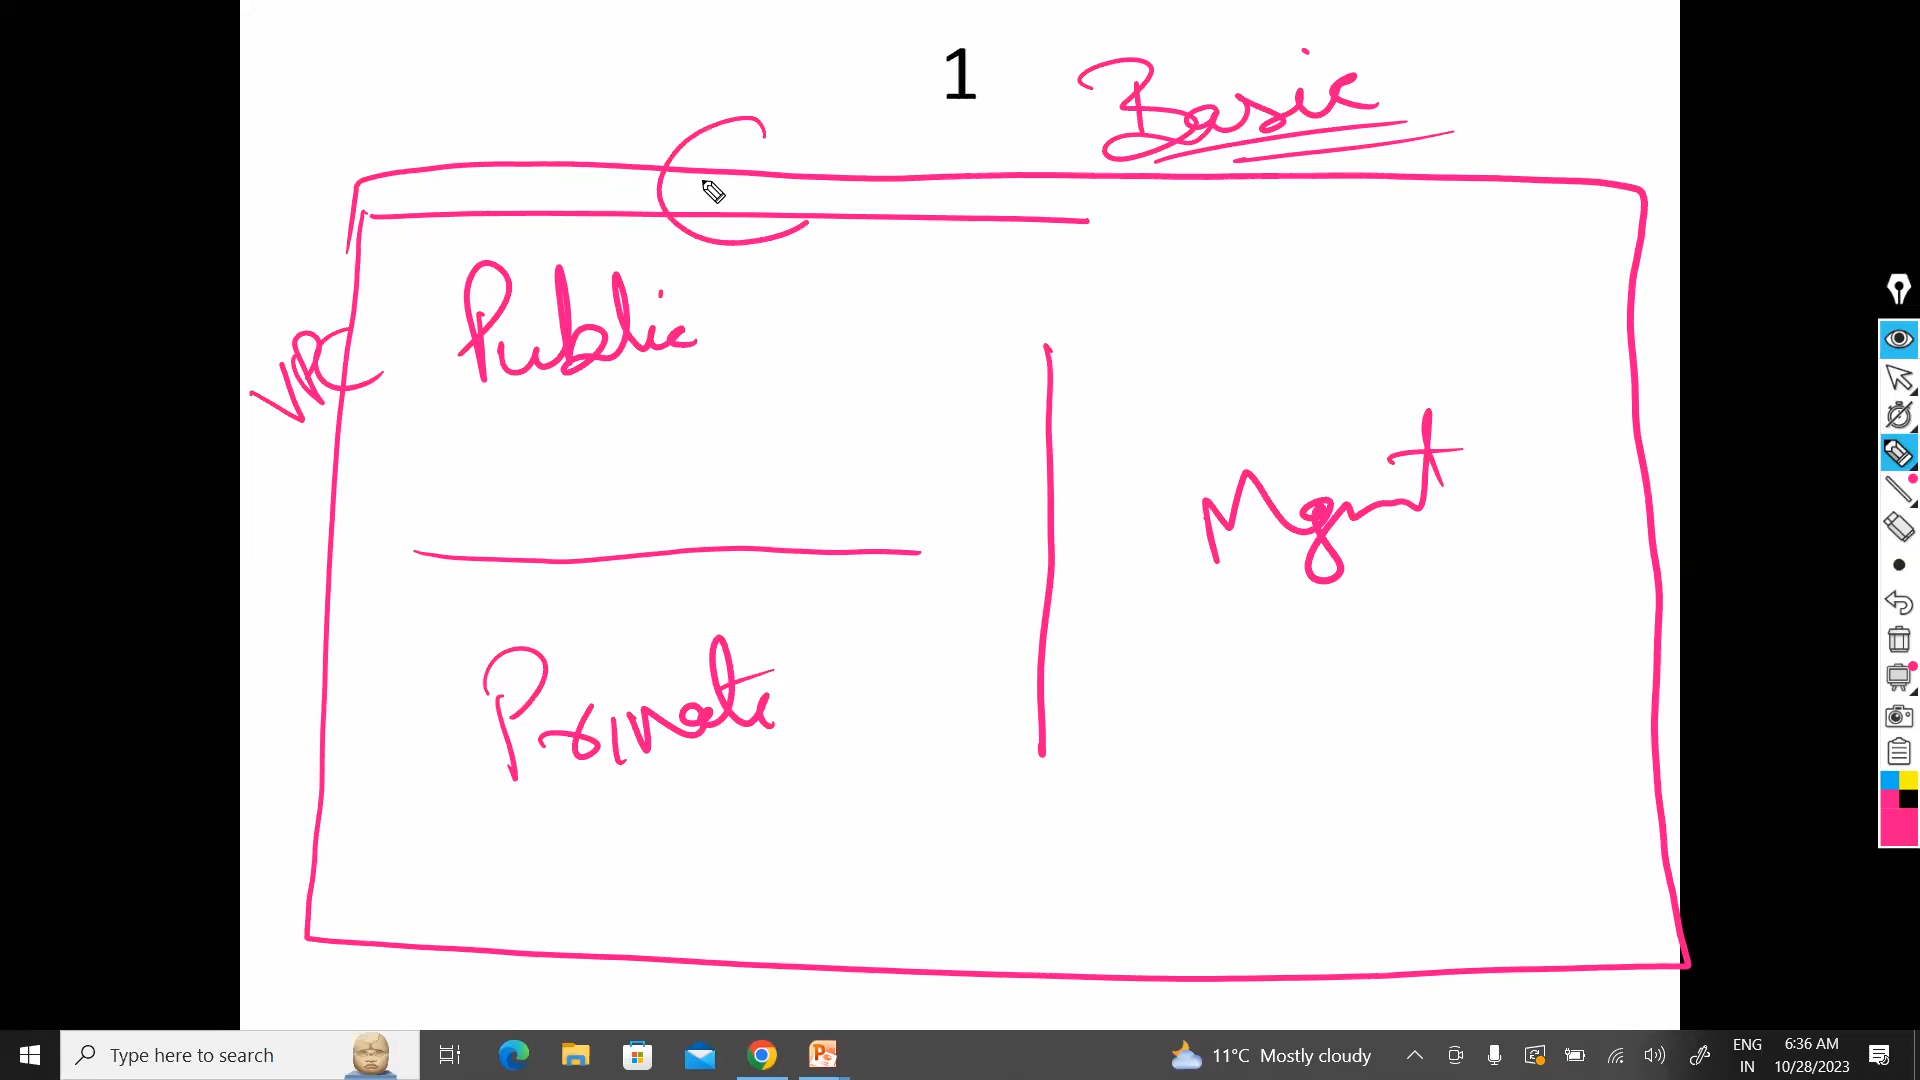 1 Basic
Public
VPC
Mgmt
Private
Type here to search
11°C Mostly cloudy
ENG
IN
6:36 AM
10/28/2023